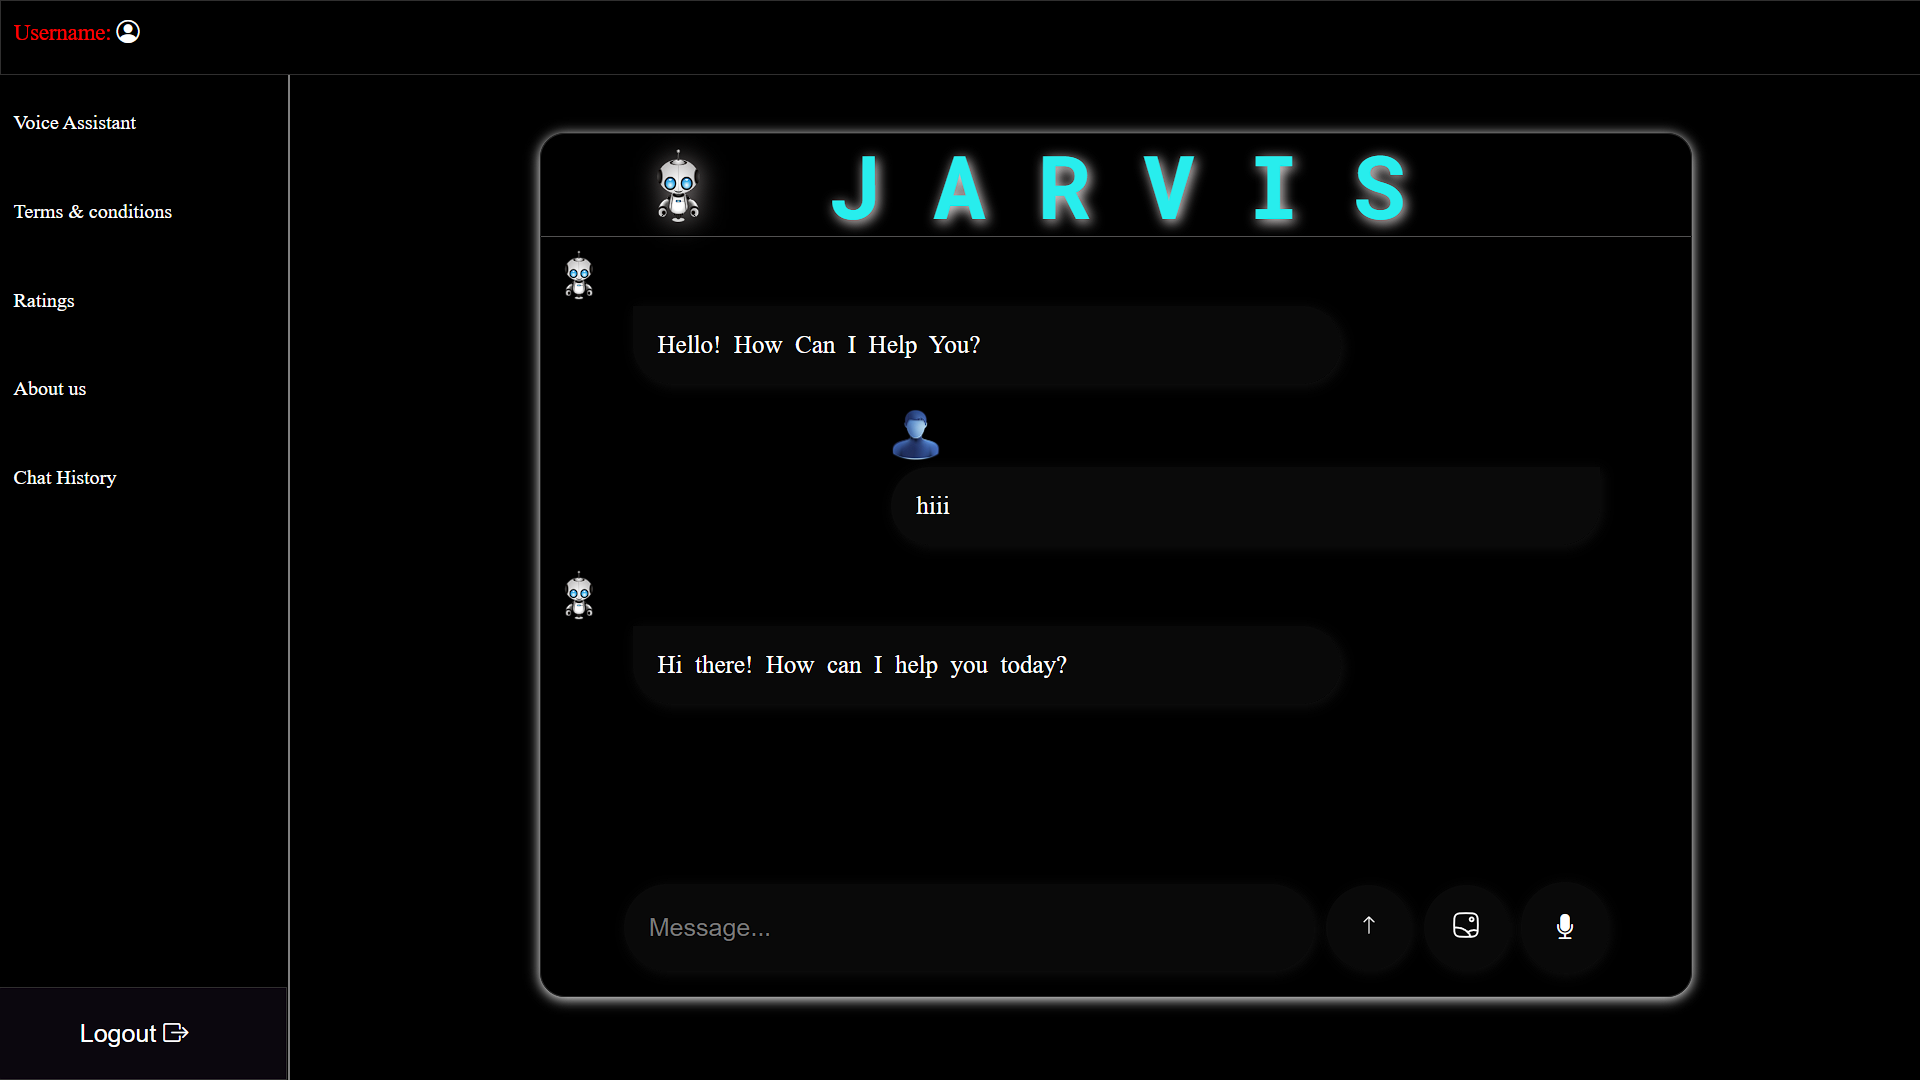 Username:
Voice Assistant
Terms & conditions
Ratings
About us
Chat History
Logout
J A R V I S
Hello! How Can I Help You?
hiii
Hi there! How can I help you today?
Message...